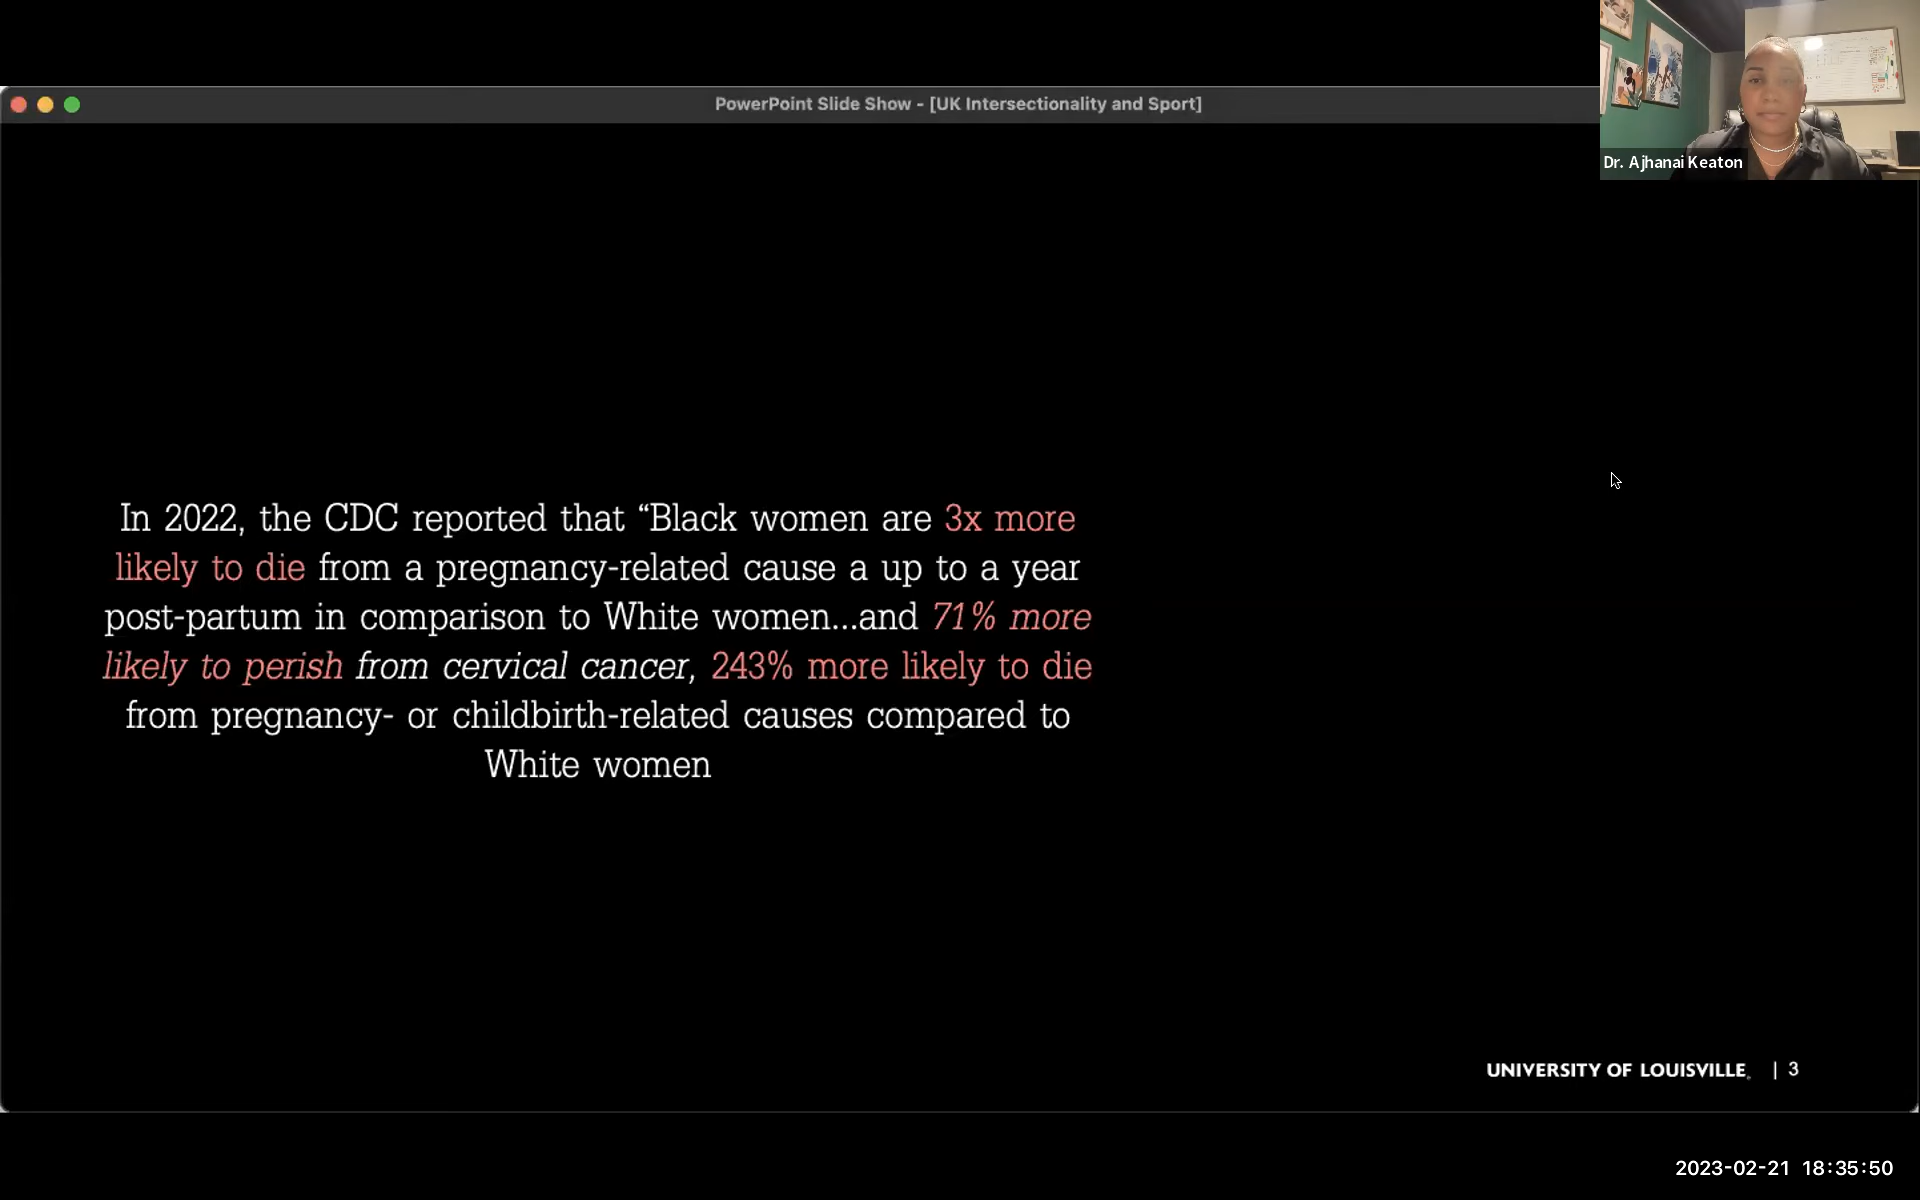 PowerPoint Slide Show - [UK Intersectionality and Sport]
Dr. Ajhanai Keaton
In 2022, the CDC reported that “Black women are 3x more
likely to die from a pregnancy-related cause a up to a year
post-partum in comparison to White women...and 71% more
likely to perish from cervical cancer, 243% more likely to die
from pregnancy- or childbirth-related causes compared to
White women
UNIVERSITY OF LOUISVILLE. | 3
2023-02-21 18:35:50